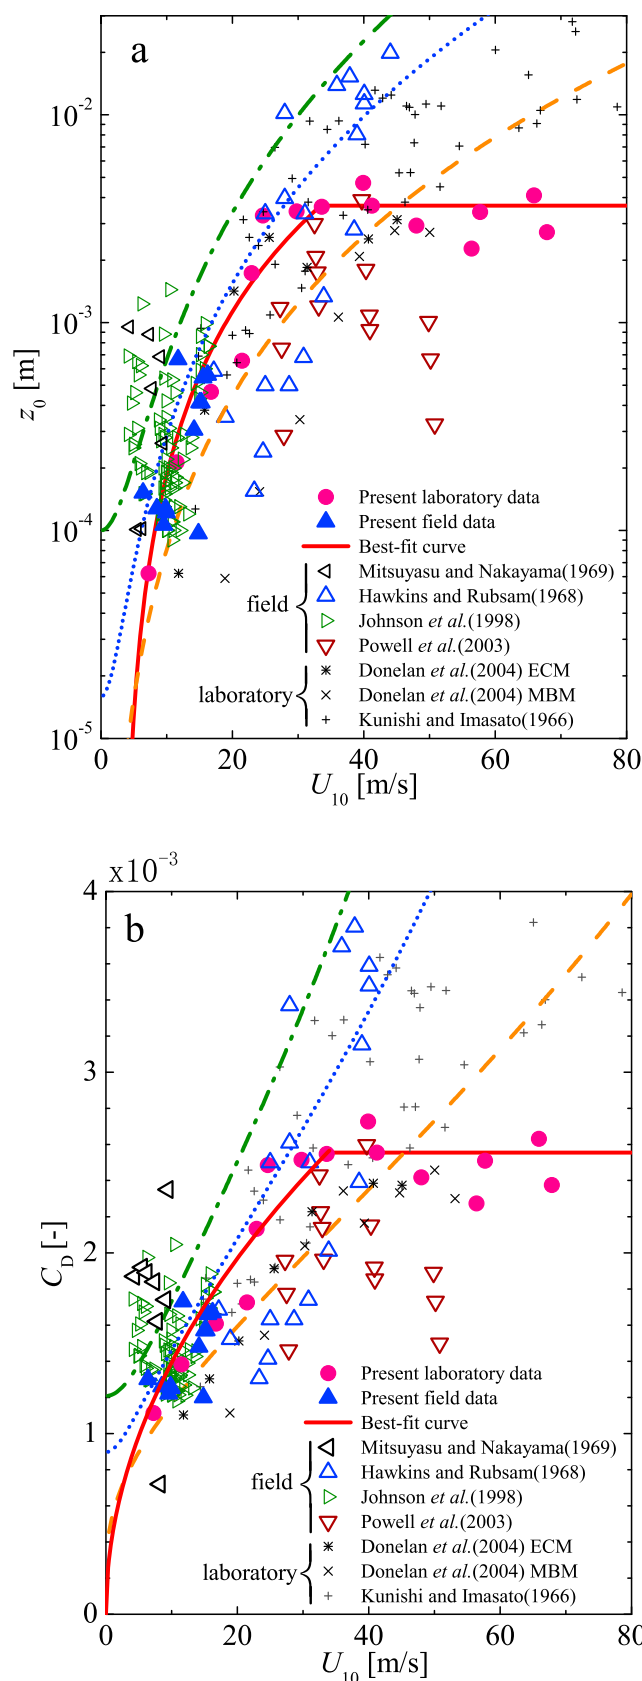 a
10⁻²
10⁻³
10⁻⁴
10⁻⁵
z₀ [m]
Present laboratory data
Present field data
Best-fit curve
Mitsuyasu and Nakayama(1969)
field
Hawkins and Rubsam(1968)
Johnson et al.(1998)
Powell et al.(2003)
Donelan et al.(2004) ECM
laboratory
Donelan et al.(2004) MBM
Kunishi and Imasato(1966)
0 20 40 60 80
U₁₀ [m/s]
x10⁻³
b
4
3
2
1
0
C_D [-]
Present laboratory data
Present field data
Best-fit curve
Mitsuyasu and Nakayama(1969)
field
Hawkins and Rubsam(1968)
Johnson et al.(1998)
Powell et al.(2003)
Donelan et al.(2004) ECM
laboratory
Donelan et al.(2004) MBM
Kunishi and Imasato(1966)
0 20 40 60 80
U₁₀ [m/s]